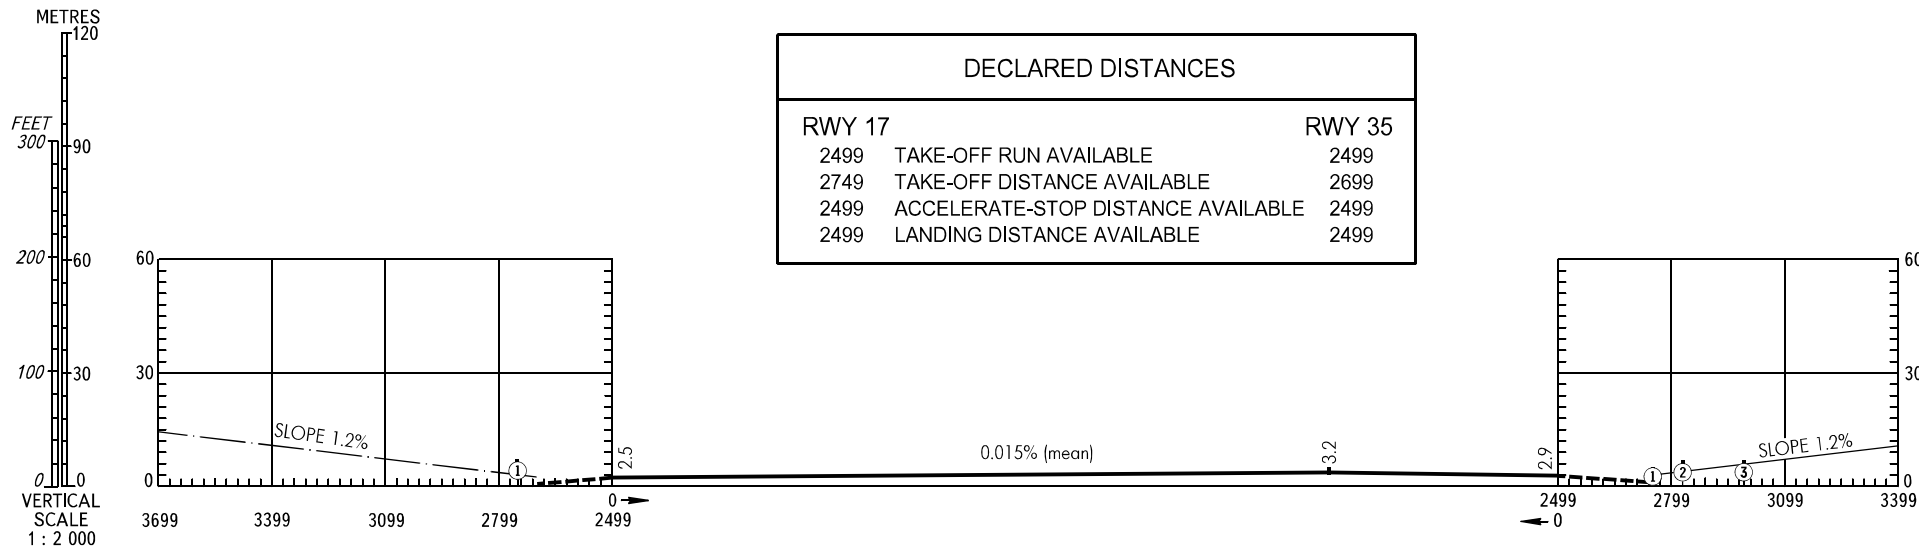 METRES
120
FEET
300
90
200
60
100
30
0
0
VERTICAL
SCALE
1 : 2 000
DECLARED DISTANCES
RWY 17 RWY 35
2499 TAKE-OFF RUN AVAILABLE 2499
2749 TAKE-OFF DISTANCE AVAILABLE 2699
2499 ACCELERATE-STOP DISTANCE AVAILABLE 2499
2499 LANDING DISTANCE AVAILABLE 2499
60
30
0
SLOPE 1.2%
1
2.5
0.015% (mean)
3.2
2.9
60
30
0
SLOPE 1.2%
1 2 3
0
3699 3399 3099 2799 2499
2499 2799 3099 3399
0